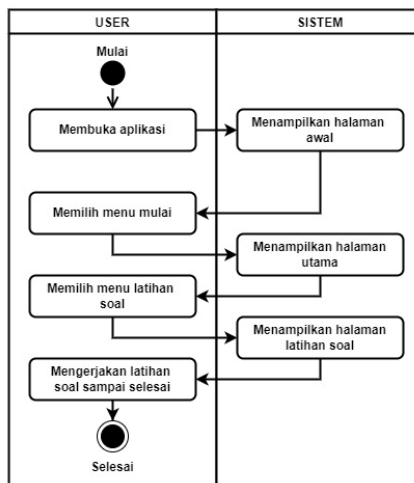 USER
SISTEM
Mulai
Membuka aplikasi
Menampilkan halaman
awal
Memilih menu mulai
Menampilkan halaman
utama
Memilih menu latihan
soal
Menampilkan halaman
latihan soal
Mengerjakan latihan
soal sampai selesai
Selesai